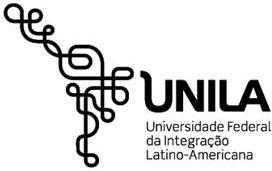 UNILA
Universidade Federal
da Integração
Latino-Americana